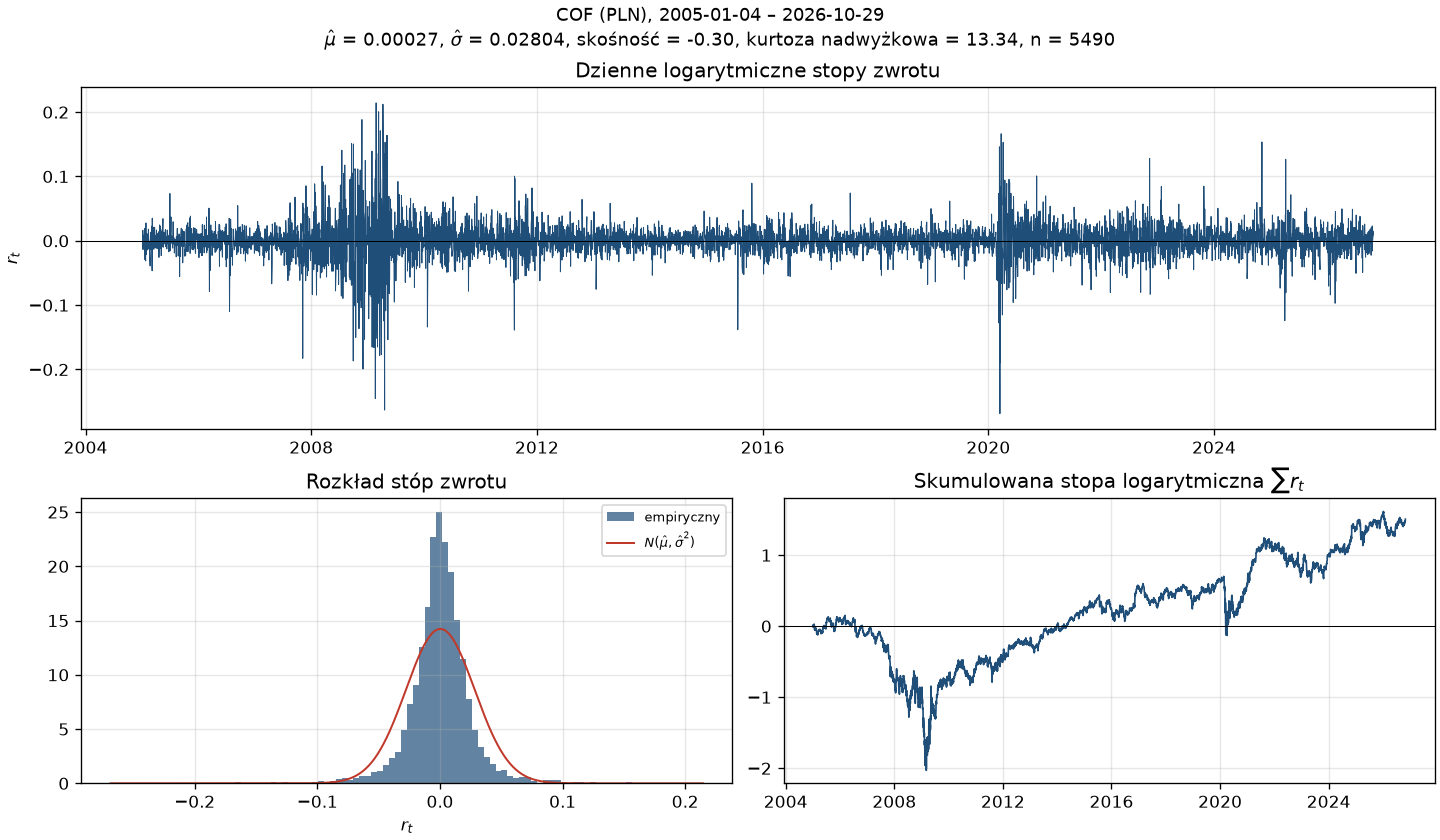 COF (PLN), 2005-01-04 – 2026-10-29
μ̂ = 0.00027, σ̂ = 0.02804, skośność = -0.30, kurtoza nadwyżkowa = 13.34, n = 5490
Dzienne logarytmiczne stopy zwrotu
0.2
0.1
0.0
−0.1
−0.2
r_t
2004 2008 2012 2016 2020 2024
Rozkład stóp zwrotu
25
20
15
10
5
0
empiryczny
N(μ̂, σ̂²)
−0.2 −0.1 0.0 0.1 0.2
r_t
Skumulowana stopa logarytmiczna ∑r_t
1
0
−1
−2
2004 2008 2012 2016 2020 2024